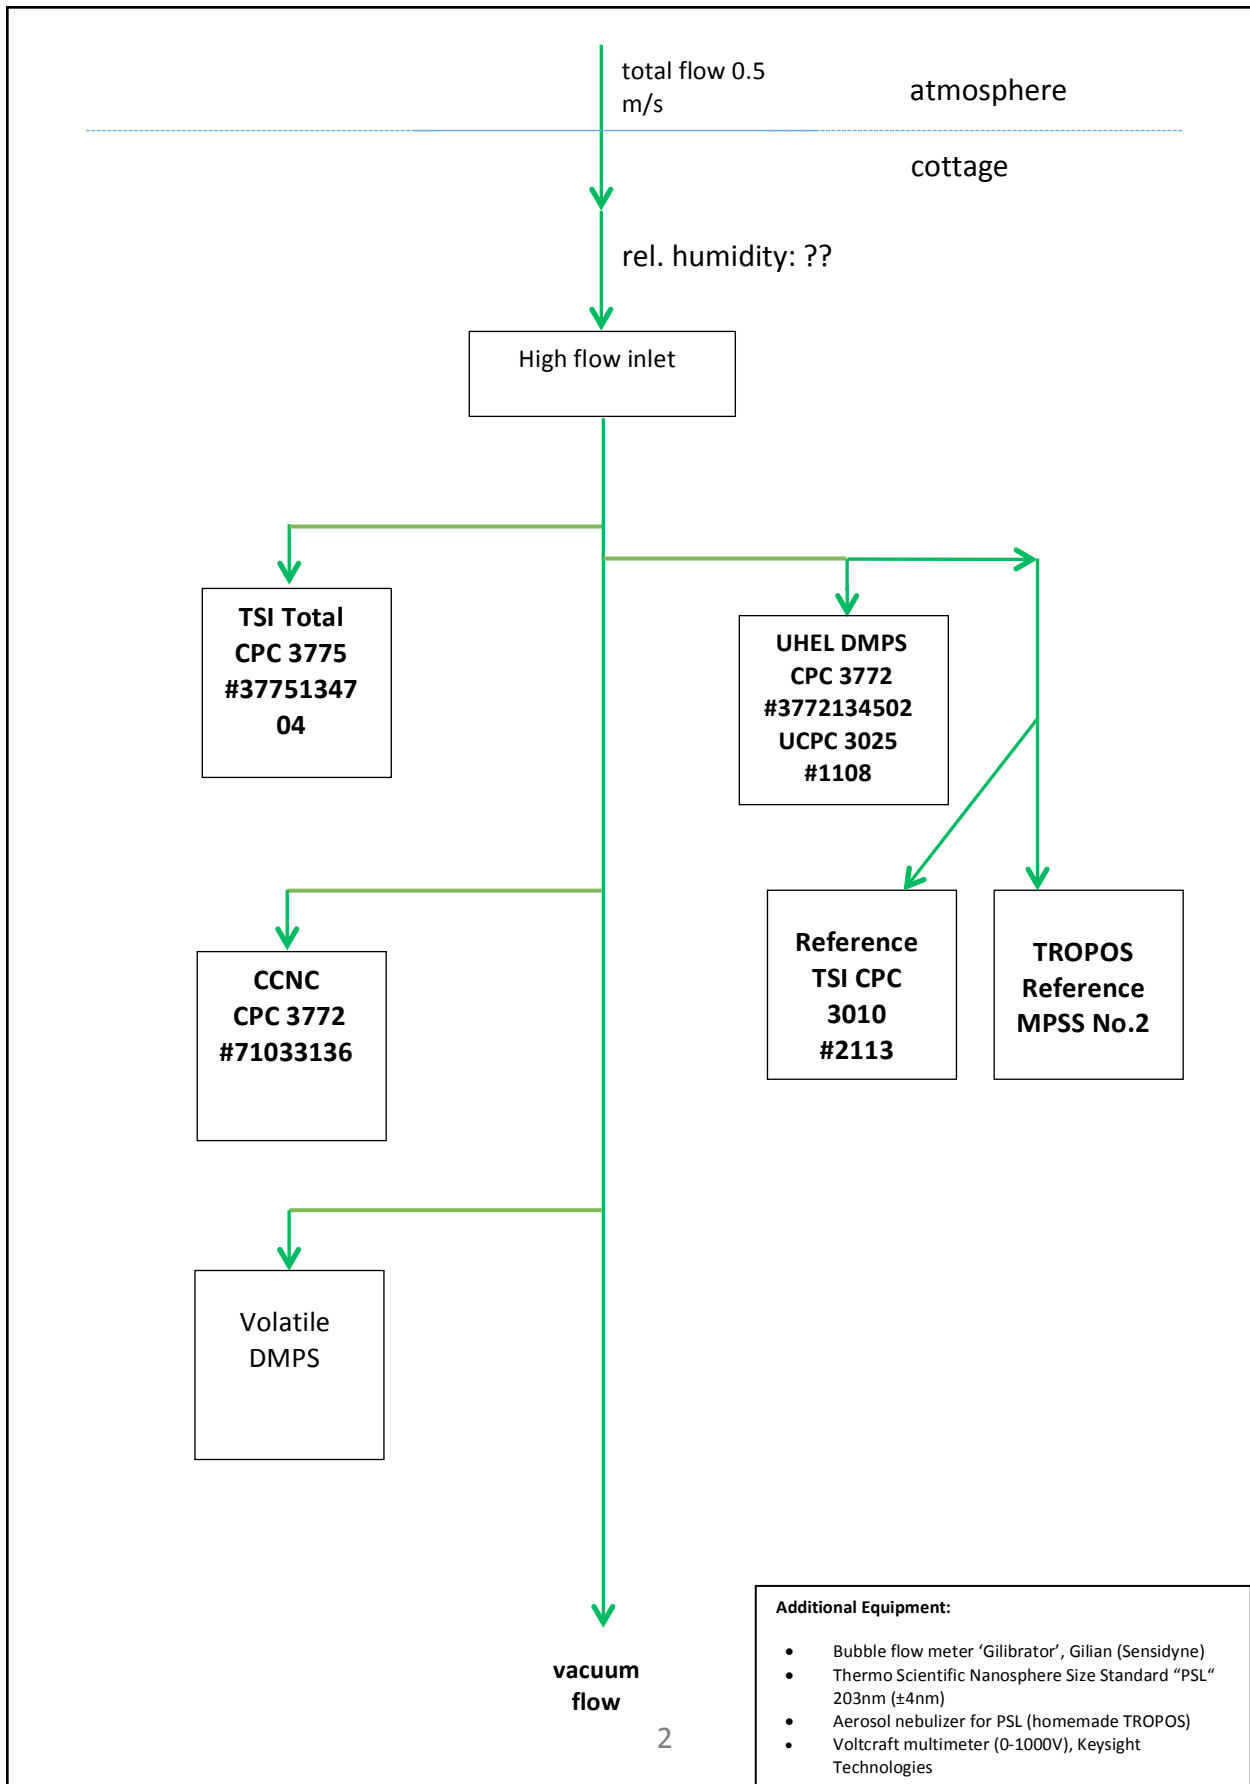 total flow 0.5
m/s
atmosphere
cottage
rel. humidity: ??
High flow inlet
TSI Total
CPC 3775
#37751347
04
UHEL DMPS
CPC 3772
#3772134502
UCPC 3025
#1108
CCNC
CPC 3772
#71033136
Reference
TSI CPC
3010
#2113
TROPOS
Reference
MPSS No.2
Volatile
DMPS
vacuum
flow
2
Additional Equipment:
• Bubble flow meter ‘Gilibrator’, Gilian (Sensidyne)
• Thermo Scientific Nanosphere Size Standard “PSL“
203nm (±4nm)
• Aerosol nebulizer for PSL (homemade TROPOS)
• Voltcraft multimeter (0-1000V), Keysight
Technologies